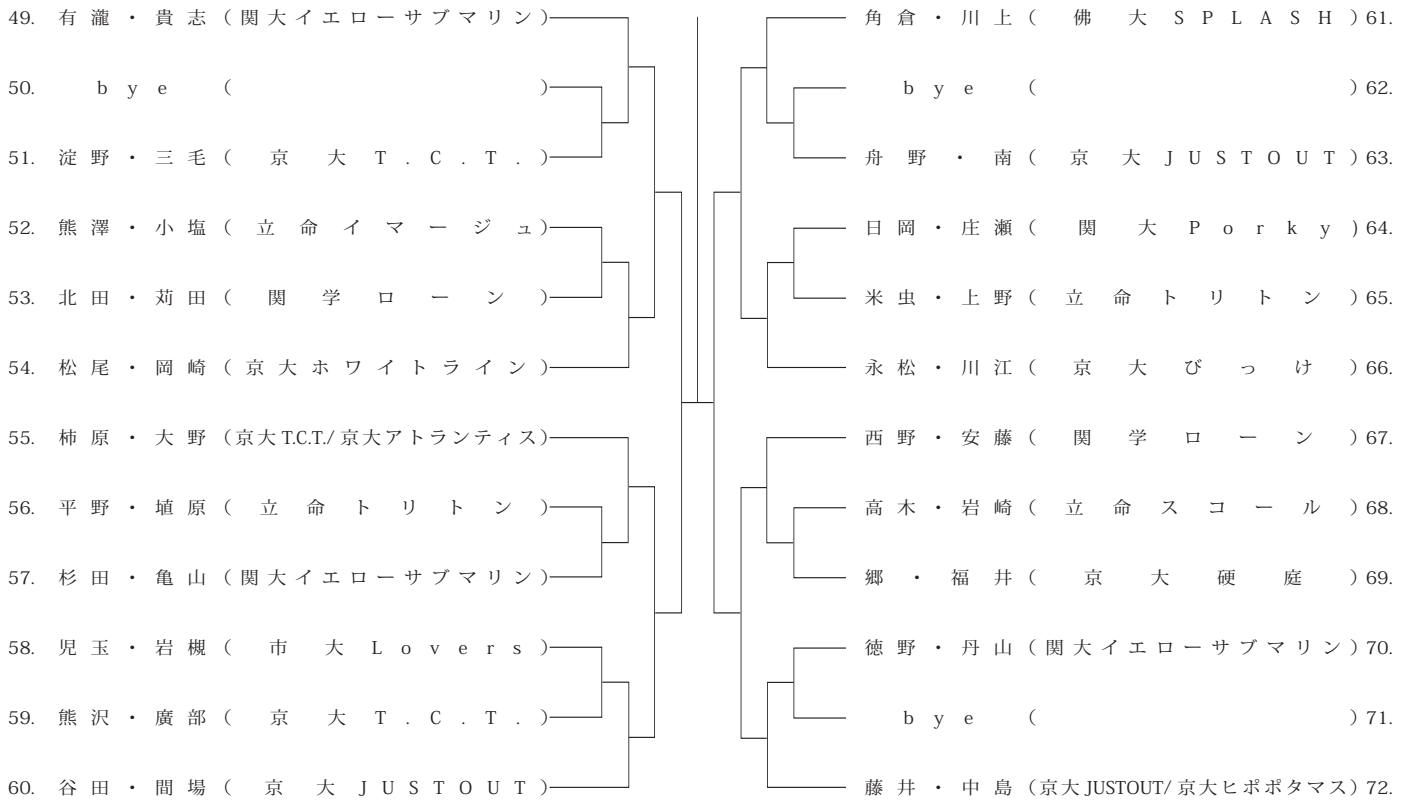 49. 有瀧・貴志(関大イエローサブマリン)
50. bye ( )
51. 淀野・三毛(京大T.C.T.)
52. 熊澤・小塩(立命イマージュ)
53. 北田・苅田(関学ローン)
54. 松尾・岡崎(京大ホワイトライン)
55. 柿原・大野(京大T.C.T./京大アトランティス)
56. 平野・埴原(立命トリトン)
57. 杉田・亀山(関大イエローサブマリン)
58. 児玉・岩槻(市大Lovers)
59. 熊沢・廣部(京大T.C.T.)
60. 谷田・間場(京大JUSTOUT)
角倉・川上(佛大SPLASH)61.
bye ( )62.
舟野・南(京大JUSTOUT)63.
日岡・庄瀬(関大Porky)64.
米虫・上野(立命トリトン)65.
永松・川江(京大びっけ)66.
西野・安藤(関学ローン)67.
高木・岩崎(立命スコール)68.
郷・福井(京大硬庭)69.
徳野・丹山(関大イエローサブマリン)70.
bye ( )71.
藤井・中島(京大JUSTOUT/京大ヒポポタマス)72.